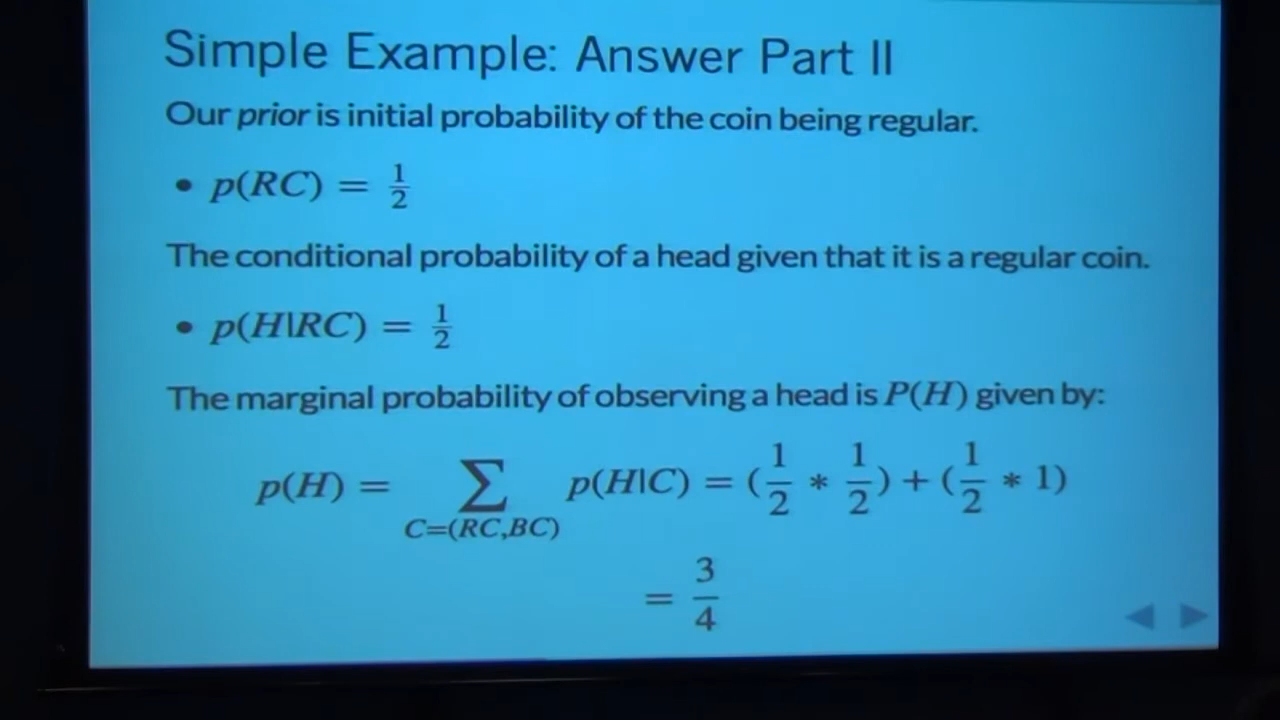 Simple Example: Answer Part II
Our prior is initial probability of the coin being regular.
• p(RC) = 1/2
The conditional probability of a head given that it is a regular coin.
• p(H|RC) = 1/2
The marginal probability of observing a head is P(H) given by:
p(H) = ∑ C=(RC,BC) p(H|C) = (1/2 * 1/2) + (1/2 * 1)
= 3/4